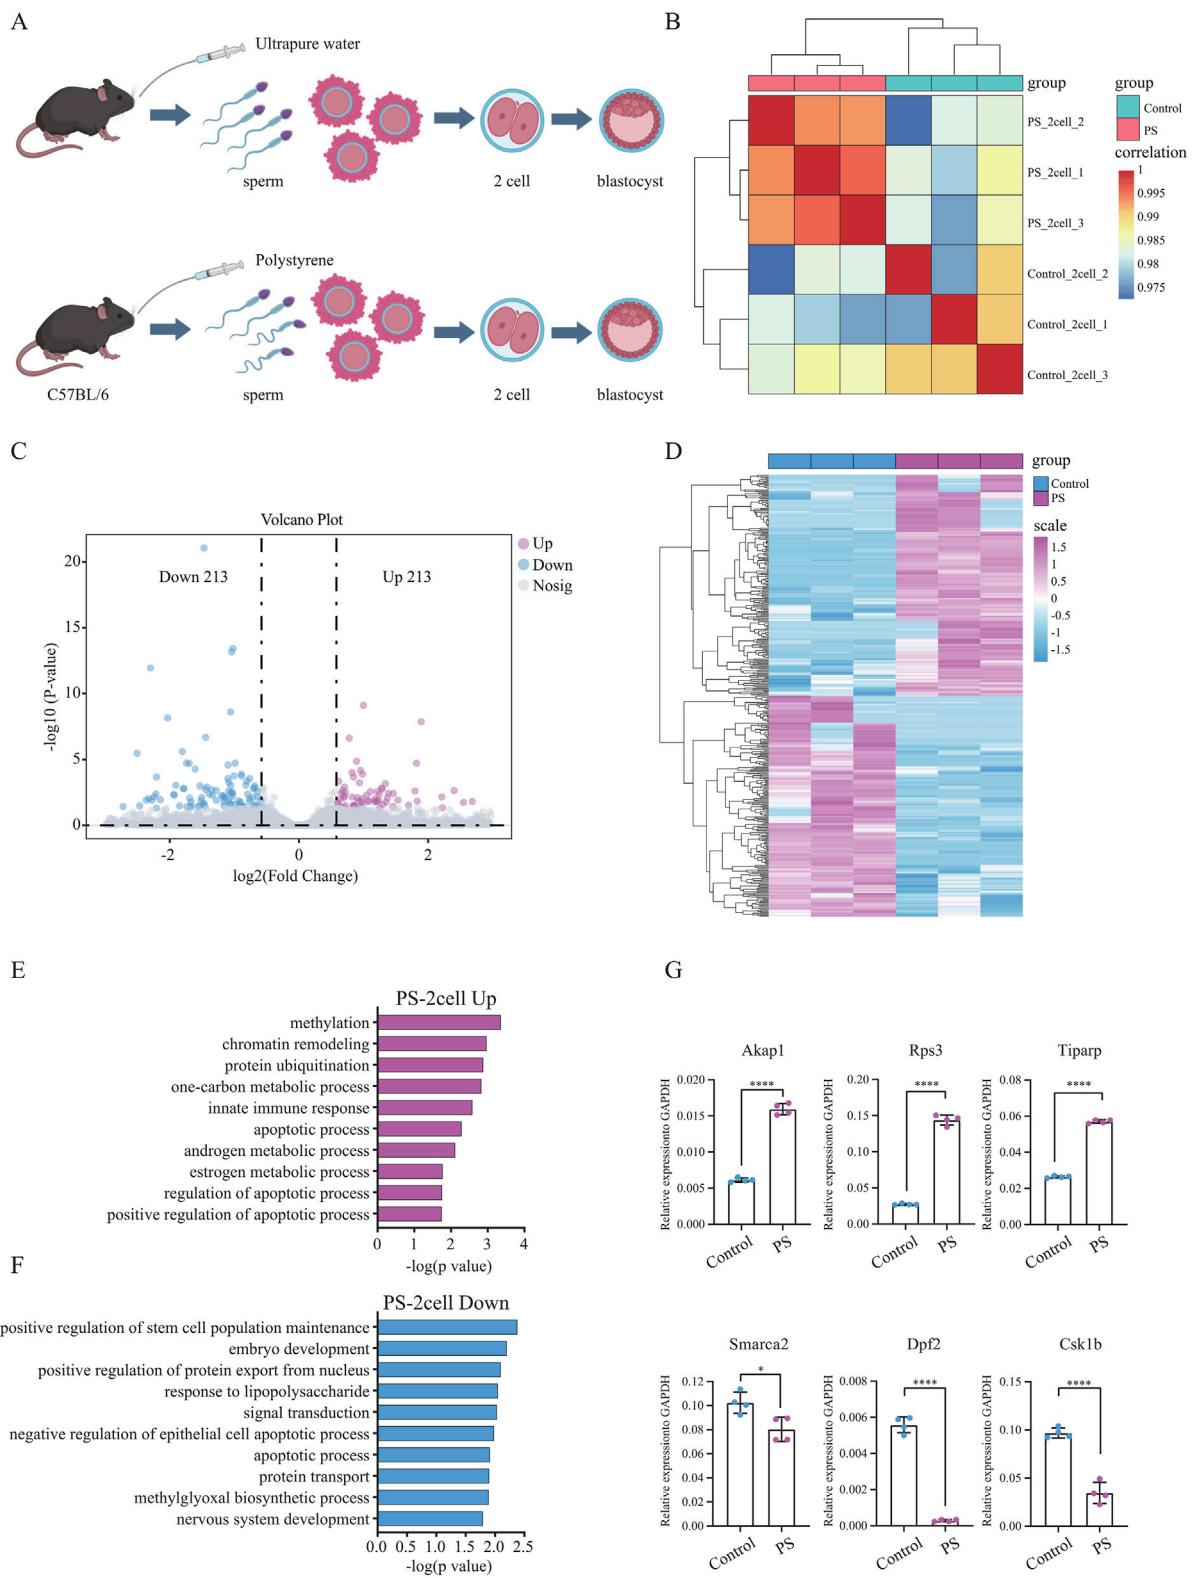 A
Ultrapure water
sperm
2 cell
blastocyst
Polystyrene
C57BL/6
sperm
2 cell
blastocyst
B
group
PS_2cell_2
PS_2cell_1
PS_2cell_3
Control_2cell_2
Control_2cell_1
Control_2cell_3
group
Control
PS
correlation
1
0.995
0.99
0.985
0.98
0.975
C
Volcano Plot
Down 213
Up 213
Up
Down
Nosig
20
15
10
5
0
-log10 (P-value)
-2
0
2
log2(Fold Change)
D
group
Control
PS
scale
1.5
1
0.5
0
-0.5
-1
-1.5
E
PS-2cell Up
methylation
chromatin remodeling
protein ubiquitination
one-carbon metabolic process
innate immune response
apoptotic process
androgen metabolic process
estrogen metabolic process
regulation of apoptotic process
positive regulation of apoptotic process
0 1 2 3 4
-log(p value)
F
PS-2cell Down
positive regulation of stem cell population maintenance
embryo development
positive regulation of protein export from nucleus
response to lipopolysaccharide
signal transduction
negative regulation of epithelial cell apoptotic process
apoptotic process
protein transport
methylglyoxal biosynthetic process
nervous system development
0.0 0.5 1.0 1.5 2.0 2.5
-log(p value)
G
Akap1
Relative expressionto GAPDH
0.020
0.015
0.010
0.005
0.000
****
Control
PS
Rps3
Relative expressionto GAPDH
0.20
0.15
0.10
0.05
0.00
****
Control
PS
Tiparp
Relative expressionto GAPDH
0.08
0.06
0.04
0.02
0.00
****
Control
PS
Smarca2
Relative expressionto GAPDH
0.12
0.10
0.08
0.06
0.04
0.02
0.00
*
Control
PS
Dpf2
Relative expressionto GAPDH
0.008
0.006
0.004
0.002
0.000
****
Control
PS
Csk1b
Relative expressionto GAPDH
0.15
0.10
0.05
0.00
****
Control
PS